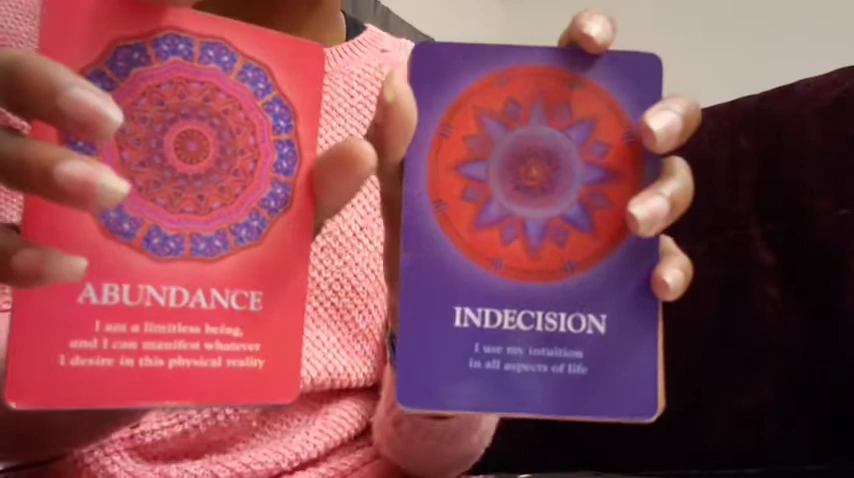 ABUNDANCE
I am a limitless being,
and I can manifest whatever
I desire in this physical reality
INDECISION
I use my intuition
in all aspects of life